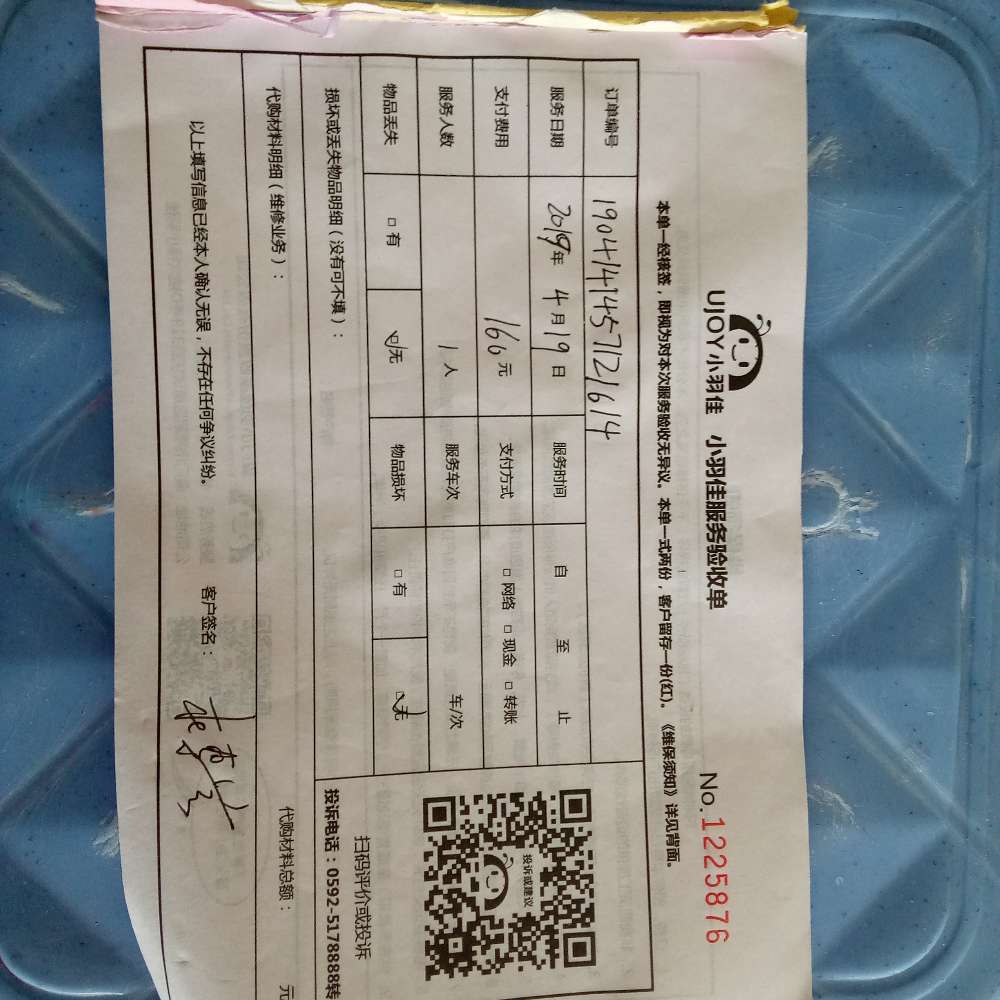 UJOY小羽佳 小羽佳服务验收单
No.1225876
本单一经核签，即视为对本次服务验收无异议。本单一式两份，客户留存一份(红)。《维保须知》详见背面。
订单编号 1904141457121614
服务日期 2019年 4月19日 服务时间 自 至 止
支付费用 160元 支付方式 □网络 □现金 □转账
服务人数 1人 服务车次 车/次
物品丢失 □有 ☑无 物品损坏 □有 ☑无
投诉或建议
损坏或丢失物品明细（没有可不填）：
扫码评价或投诉
投诉电话：0592-5178888转
代购材料明细（维修业务）：
代购材料总额： 元
以上填写信息已经本人确认无误，不存在任何争议纠纷。 客户签名：